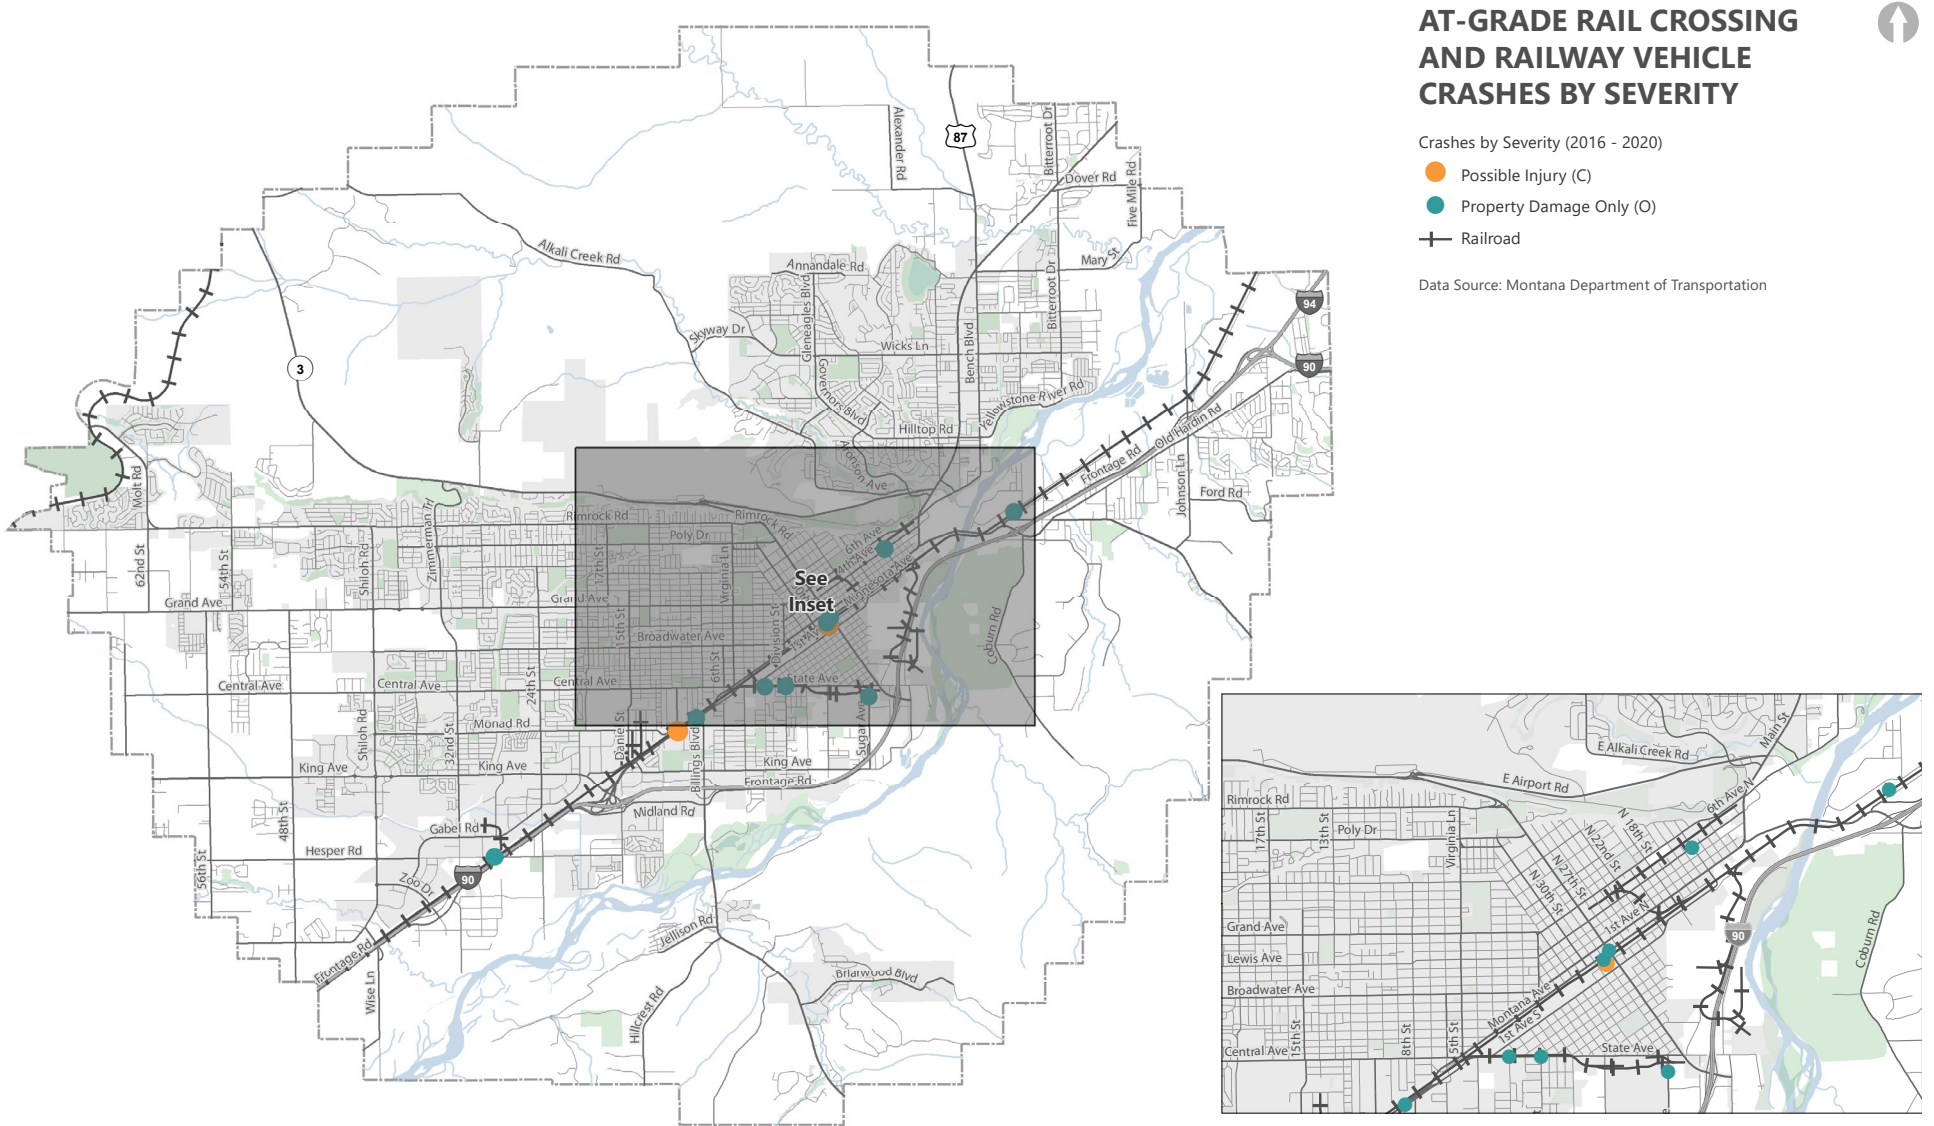 AT-GRADE RAIL CROSSING
AND RAILWAY VEHICLE
CRASHES BY SEVERITY
Crashes by Severity (2016 - 2020)
Possible Injury (C)
Property Damage Only (O)
Railroad
Data Source: Montana Department of Transportation
87
Alexander Rd
Bitterroot Dr
Dover Rd
Five Mile Rd
Mary St
Alkali Creek Rd
Annandale Rd
Gleneagles Blvd
Bitterroot Dr
Skyway Dr
Wicks Ln
Bench Blvd
Governors Blvd
Yellowstone River Rd
Hilltop Rd
94
90
3
Old Hardin Rd
Frontage Rd
Johnson Ln
Ford Rd
Aronson Ave
Molt Rd
Zimmerman Trl
Rimrock Rd
Rimrock Rd
Poly Dr
6th Ave
4th Ave
Minnesota Ave
17th St
Virginia Ln
62nd St
54th St
Shiloh Rd
See
Inset
Grand Ave
Grand Ave
15th St
Broadwater Ave
Division St
1st Ave
Coburn Rd
6th St
State Ave
Central Ave
Central Ave
Central Ave
24th St
Shiloh Rd
32nd St
Monad Rd
Daniel St
Billings Blvd
Sugar Ave
King Ave
King Ave
King Ave
Frontage Rd
Midland Rd
48th St
Gabel Rd
Hesper Rd
56th St
Zoo Dr
90
Frontage Rd
Wise Ln
Jellison Rd
Hillcrest Rd
Briarwood Blvd
E Alkali Creek Rd
Main St
E Airport Rd
6th Ave N
Rimrock Rd
17th St
13th St
Poly Dr
Virginia Ln
N 18th St
N 22nd St
N 27th St
N 30th St
1st Ave N
Grand Ave
Lewis Ave
Broadwater Ave
90
Coburn Rd
Montana Ave
1st Ave S
Central Ave
15th St
8th St
5th St
State Ave